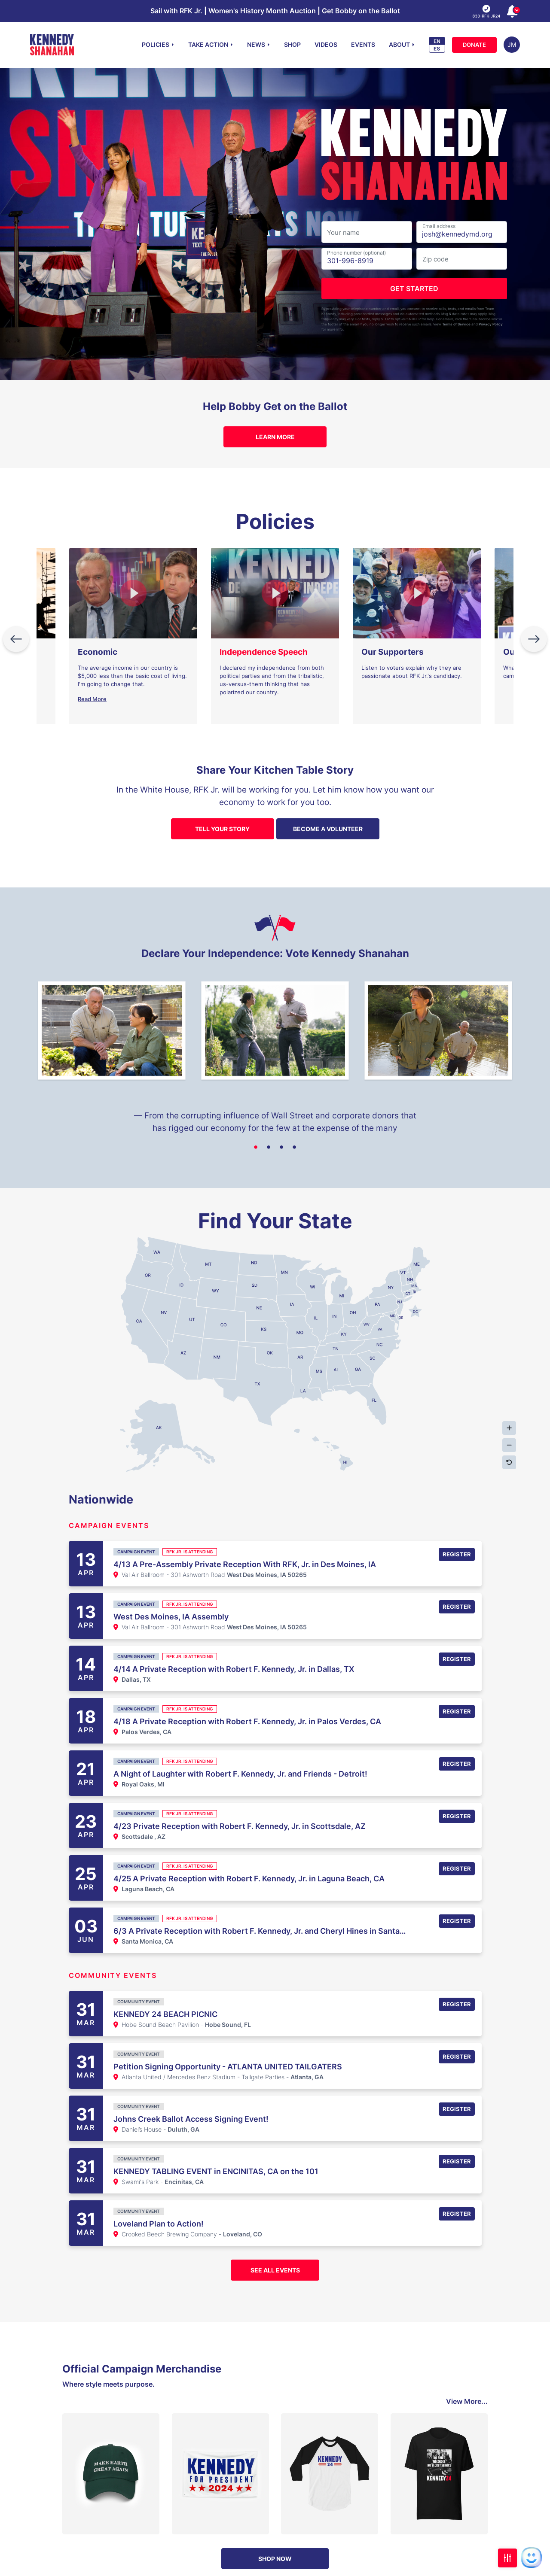 Sail with RFK Jr. | Women's History Month Auction | Get Bobby on the Ballot
833-RFK-JR24
KENNEDY
SHANAHAN
POLICIES
TAKE ACTION
NEWS
SHOP
VIDEOS
EVENTS
ABOUT
EN
ES
DONATE
JM
KENNEDY
SHANAHAN
Your name
Email address
josh@kennedymd.org
Phone number (optional)
301-996-8919
Zip code
GET STARTED
Help Bobby Get on the Ballot
LEARN MORE
Policies
Economic
The average income in our country is
$5,000 less than the basic cost of living.
I'm going to change that.
Read More
Independence Speech
I declared my independence from both
political parties and from the tribalistic,
us-versus-them thinking that has
polarized our country.
Our Supporters
Listen to voters explain why they are
passionate about RFK Jr.'s candidacy.
Share Your Kitchen Table Story
In the White House, RFK Jr. will be working for you. Let him know how you want our
economy to work for you too.
TELL YOUR STORY
BECOME A VOLUNTEER
Declare Your Independence: Vote Kennedy Shanahan
— From the corrupting influence of Wall Street and corporate donors that
has rigged our economy for the few at the expense of the many
Find Your State
WA
MT
ND
MN
ME
VT
NH
OR
ID
WY
SD
WI
MI
NY
MA
CT
NV
UT
CO
NE
IA
IL
IN
OH
PA
NJ
CA
KS
MO
KY
WV
VA
MD
DE
DC
AZ
NM
OK
AR
TN
NC
SC
TX
LA
MS
AL
GA
FL
AK
HI
Nationwide
CAMPAIGN EVENTS
13
APR
CAMPAIGN EVENT
RFK JR. IS ATTENDING
4/13 A Pre-Assembly Private Reception With RFK, Jr. in Des Moines, IA
Val Air Ballroom - 301 Ashworth Road West Des Moines, IA 50265
REGISTER
13
APR
CAMPAIGN EVENT
RFK JR. IS ATTENDING
West Des Moines, IA Assembly
Val Air Ballroom - 301 Ashworth Road West Des Moines, IA 50265
REGISTER
14
APR
CAMPAIGN EVENT
RFK JR. IS ATTENDING
4/14 A Private Reception with Robert F. Kennedy, Jr. in Dallas, TX
Dallas, TX
REGISTER
18
APR
CAMPAIGN EVENT
RFK JR. IS ATTENDING
4/18 A Private Reception with Robert F. Kennedy, Jr. in Palos Verdes, CA
Palos Verdes, CA
REGISTER
21
APR
CAMPAIGN EVENT
RFK JR. IS ATTENDING
A Night of Laughter with Robert F. Kennedy, Jr. and Friends - Detroit!
Royal Oaks, MI
REGISTER
23
APR
CAMPAIGN EVENT
RFK JR. IS ATTENDING
4/23 Private Reception with Robert F. Kennedy, Jr. in Scottsdale, AZ
Scottsdale , AZ
REGISTER
25
APR
CAMPAIGN EVENT
RFK JR. IS ATTENDING
4/25 A Private Reception with Robert F. Kennedy, Jr. in Laguna Beach, CA
Laguna Beach, CA
REGISTER
03
JUN
CAMPAIGN EVENT
RFK JR. IS ATTENDING
6/3 A Private Reception with Robert F. Kennedy, Jr. and Cheryl Hines in Santa...
Santa Monica, CA
REGISTER
COMMUNITY EVENTS
31
MAR
COMMUNITY EVENT
KENNEDY 24 BEACH PICNIC
Hobe Sound Beach Pavilion - Hobe Sound, FL
REGISTER
31
MAR
COMMUNITY EVENT
Petition Signing Opportunity - ATLANTA UNITED TAILGATERS
Atlanta United / Mercedes Benz Stadium - Tailgate Parties - Atlanta, GA
REGISTER
31
MAR
COMMUNITY EVENT
Johns Creek Ballot Access Signing Event!
Daniel's House - Duluth, GA
REGISTER
31
MAR
COMMUNITY EVENT
KENNEDY TABLING EVENT in ENCINITAS, CA on the 101
Swami's Park - Encinitas, CA
REGISTER
31
MAR
COMMUNITY EVENT
Loveland Plan to Action!
Crooked Beech Brewing Company - Loveland, CO
REGISTER
SEE ALL EVENTS
Official Campaign Merchandise
Where style meets purpose.
View More...
MAKE EARTH
GREAT AGAIN
KENNEDY
FOR PRESIDENT
2024
KENNEDY
24
KENNEDY24
SHOP NOW